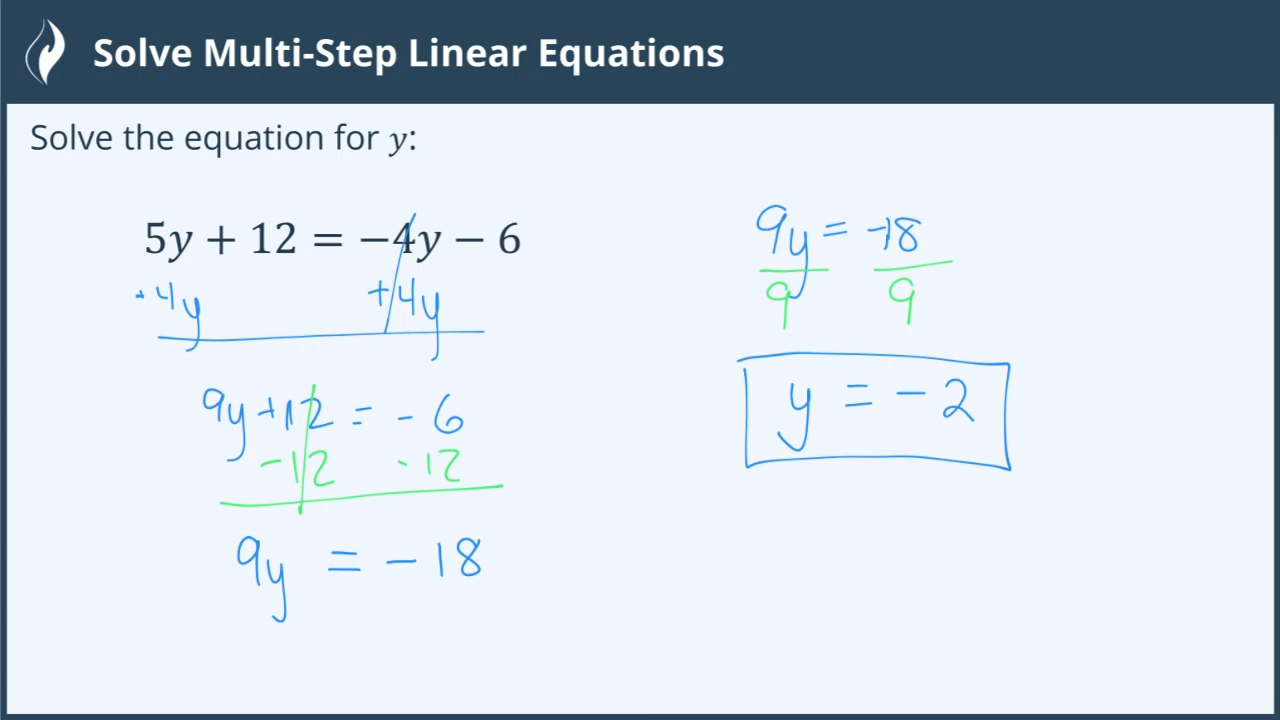 Solve Multi-Step Linear Equations
Solve the equation for y:
5y + 12 = −4y − 6
+4y +4y
9y+12 = - 6
-12 -12
9y = - 18
9y = -18
9 9
y = - 2